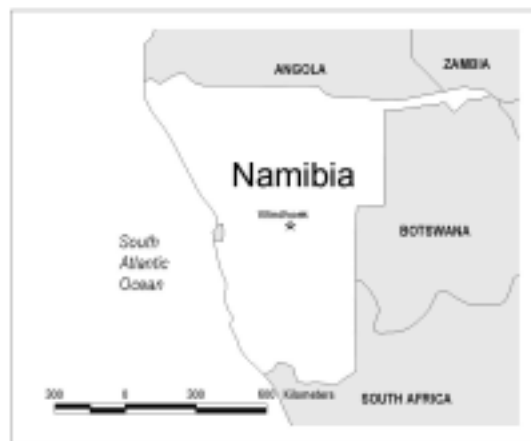 ANGOLA
ZAMBIA
Namibia
Windhoek
BOTSWANA
South
Atlantic
Ocean
300 0 300 600 Kilometers
SOUTH AFRICA